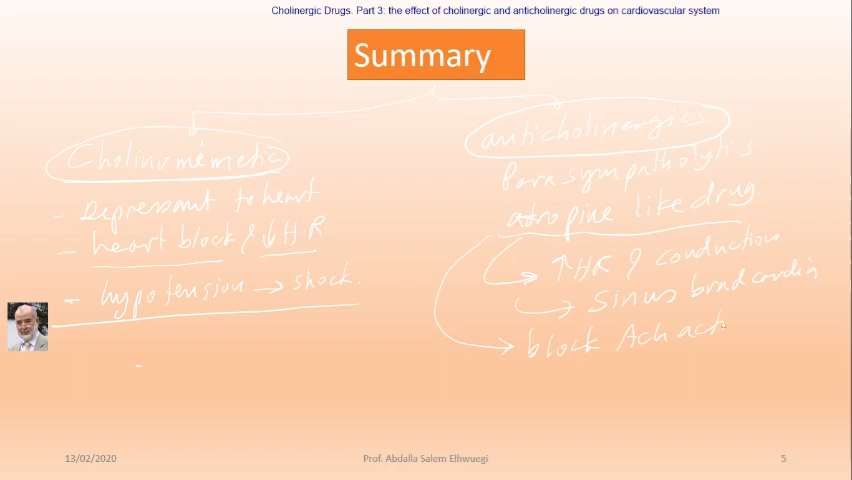 Cholinergic Drugs. Part 3: the effect of cholinergic and anticholinergic drugs on cardiovascular system
Summary
Cholinomimetic
- Depressant to heart
- heart block & ↓H.R
- hypotension → shock.
-
anticholinergics
Parasympatholytis
atropine like drug
→ ↑HR & conduction
→ sinus bradcardia
→ block Ach act
13/02/2020
Prof. Abdalla Salem Elhwuegi
5